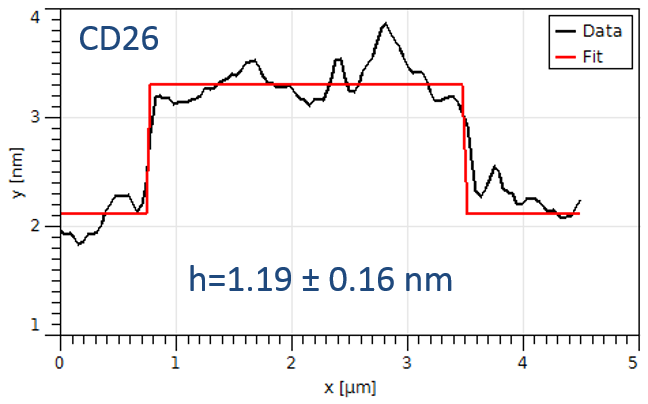 CD26
Data
Fit
4
3
2
1
y [nm]
h=1.19 ± 0.16 nm
0 1 2 3 4 5
x [µm]